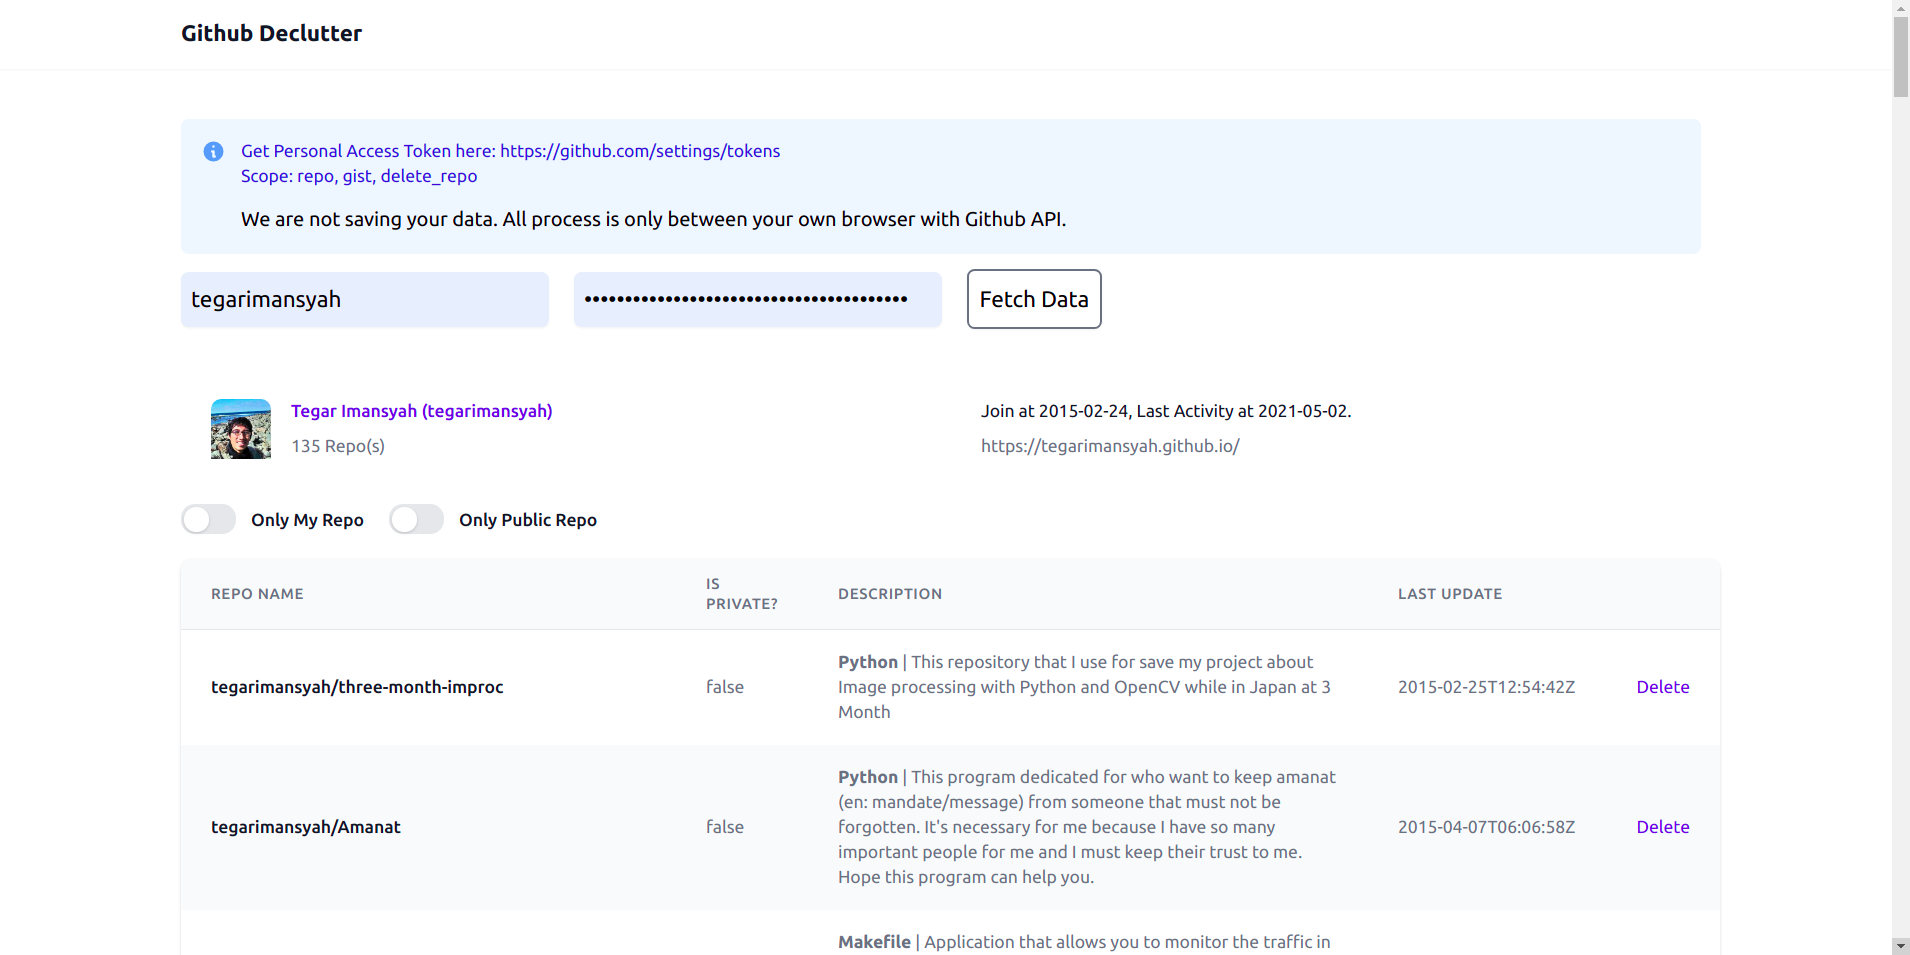 Github Declutter
Get Personal Access Token here: https://github.com/settings/tokens
Scope: repo, gist, delete_repo
We are not saving your data. All process is only between your own browser with Github API.
tegarimansyah
••••••••••••••••••••••••••••••••••••••••
Fetch Data
Tegar Imansyah (tegarimansyah)
135 Repo(s)
Join at 2015-02-24, Last Activity at 2021-05-02.
https://tegarimansyah.github.io/
Only My Repo
Only Public Repo
REPO NAME
IS
PRIVATE?
DESCRIPTION
LAST UPDATE
tegarimansyah/three-month-improc
false
Python | This repository that I use for save my project about
Image processing with Python and OpenCV while in Japan at 3
Month
2015-02-25T12:54:42Z
Delete
tegarimansyah/Amanat
false
Python | This program dedicated for who want to keep amanat
(en: mandate/message) from someone that must not be
forgotten. It's necessary for me because I have so many
important people for me and I must keep their trust to me.
Hope this program can help you.
2015-04-07T06:06:58Z
Delete
Makefile | Application that allows you to monitor the traffic in